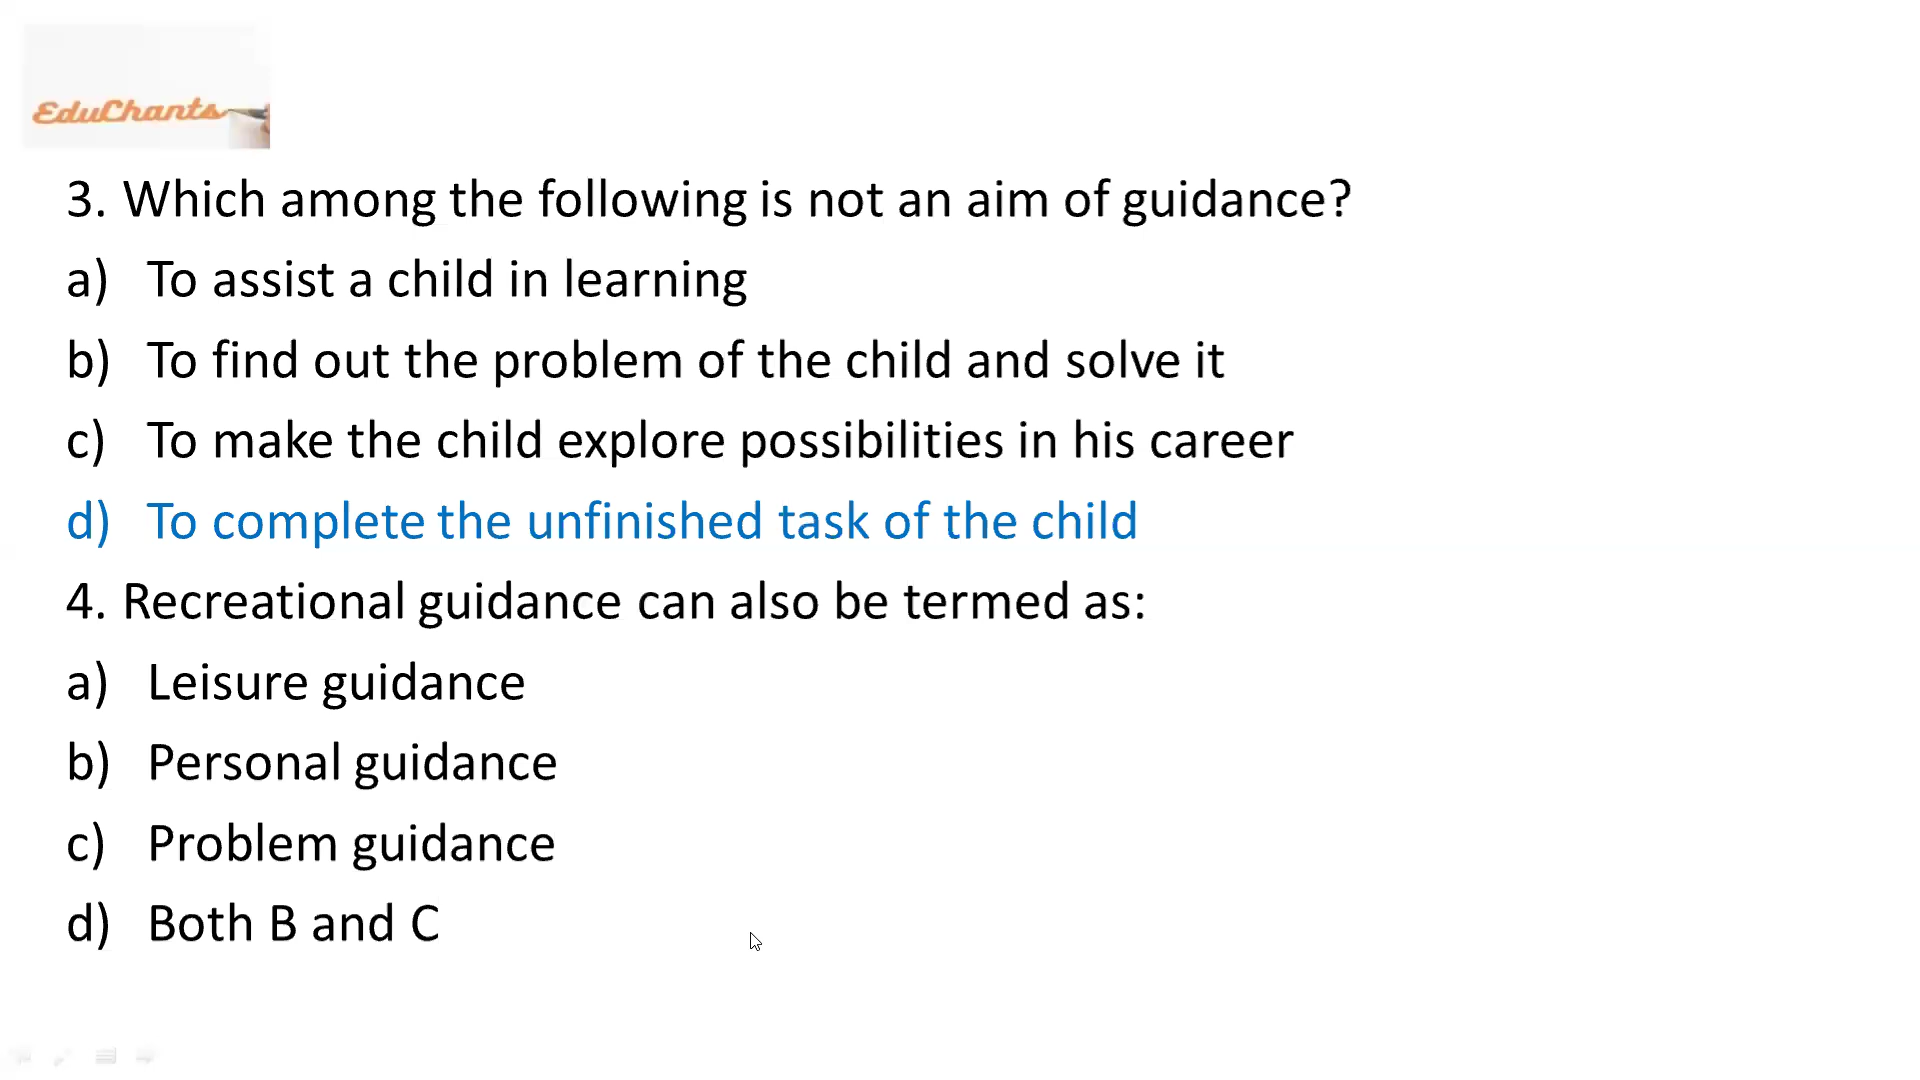 EduChants
3. Which among the following is not an aim of guidance?
a) To assist a child in learning
b) To find out the problem of the child and solve it
c) To make the child explore possibilities in his career
d) To complete the unfinished task of the child
4. Recreational guidance can also be termed as:
a) Leisure guidance
b) Personal guidance
c) Problem guidance
d) Both B and C